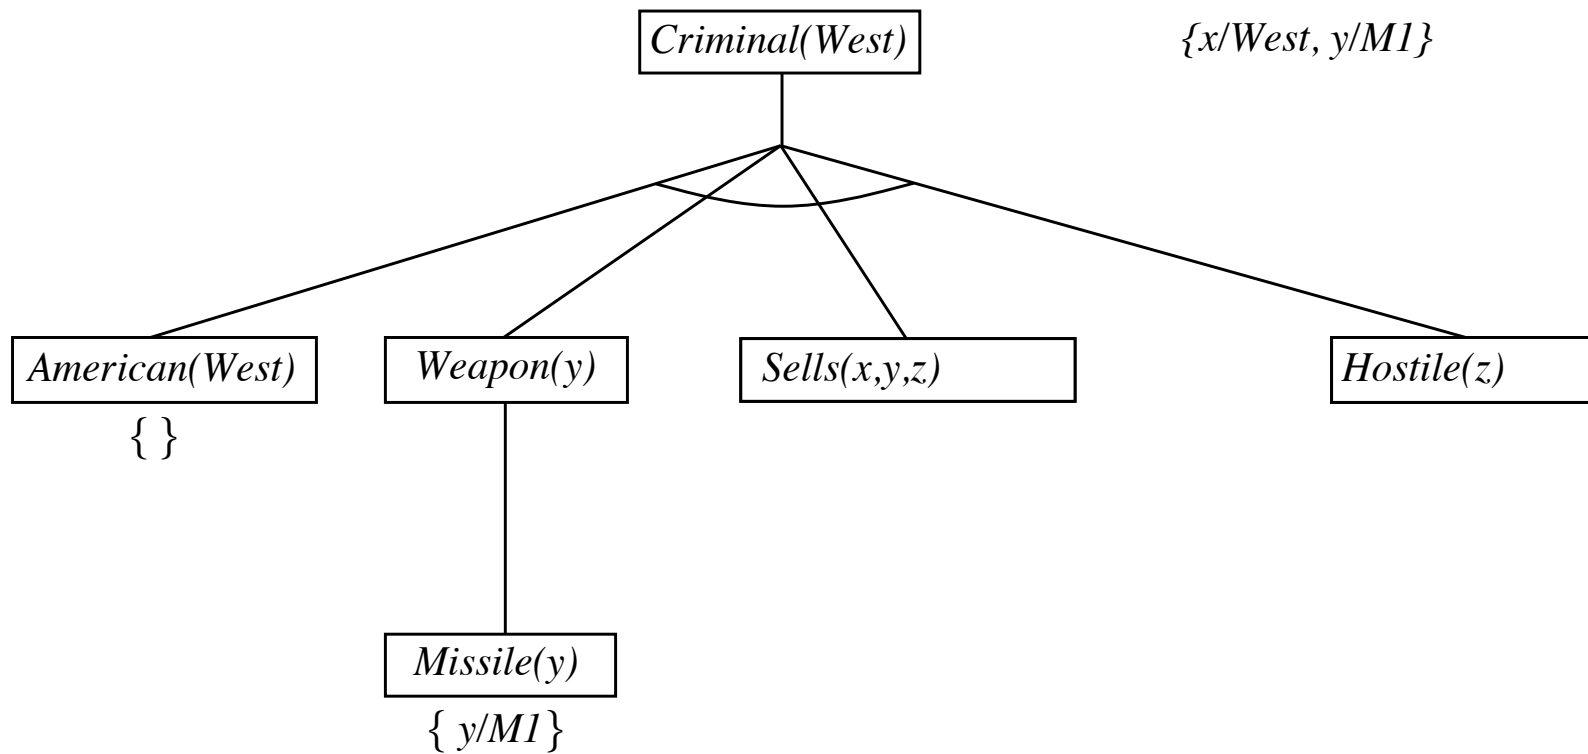 Criminal(West)
{x/West, y/M1}
American(West)
Weapon(y)
Sells(x,y,z)
Hostile(z)
{ }
Missile(y)
{ y/M1}